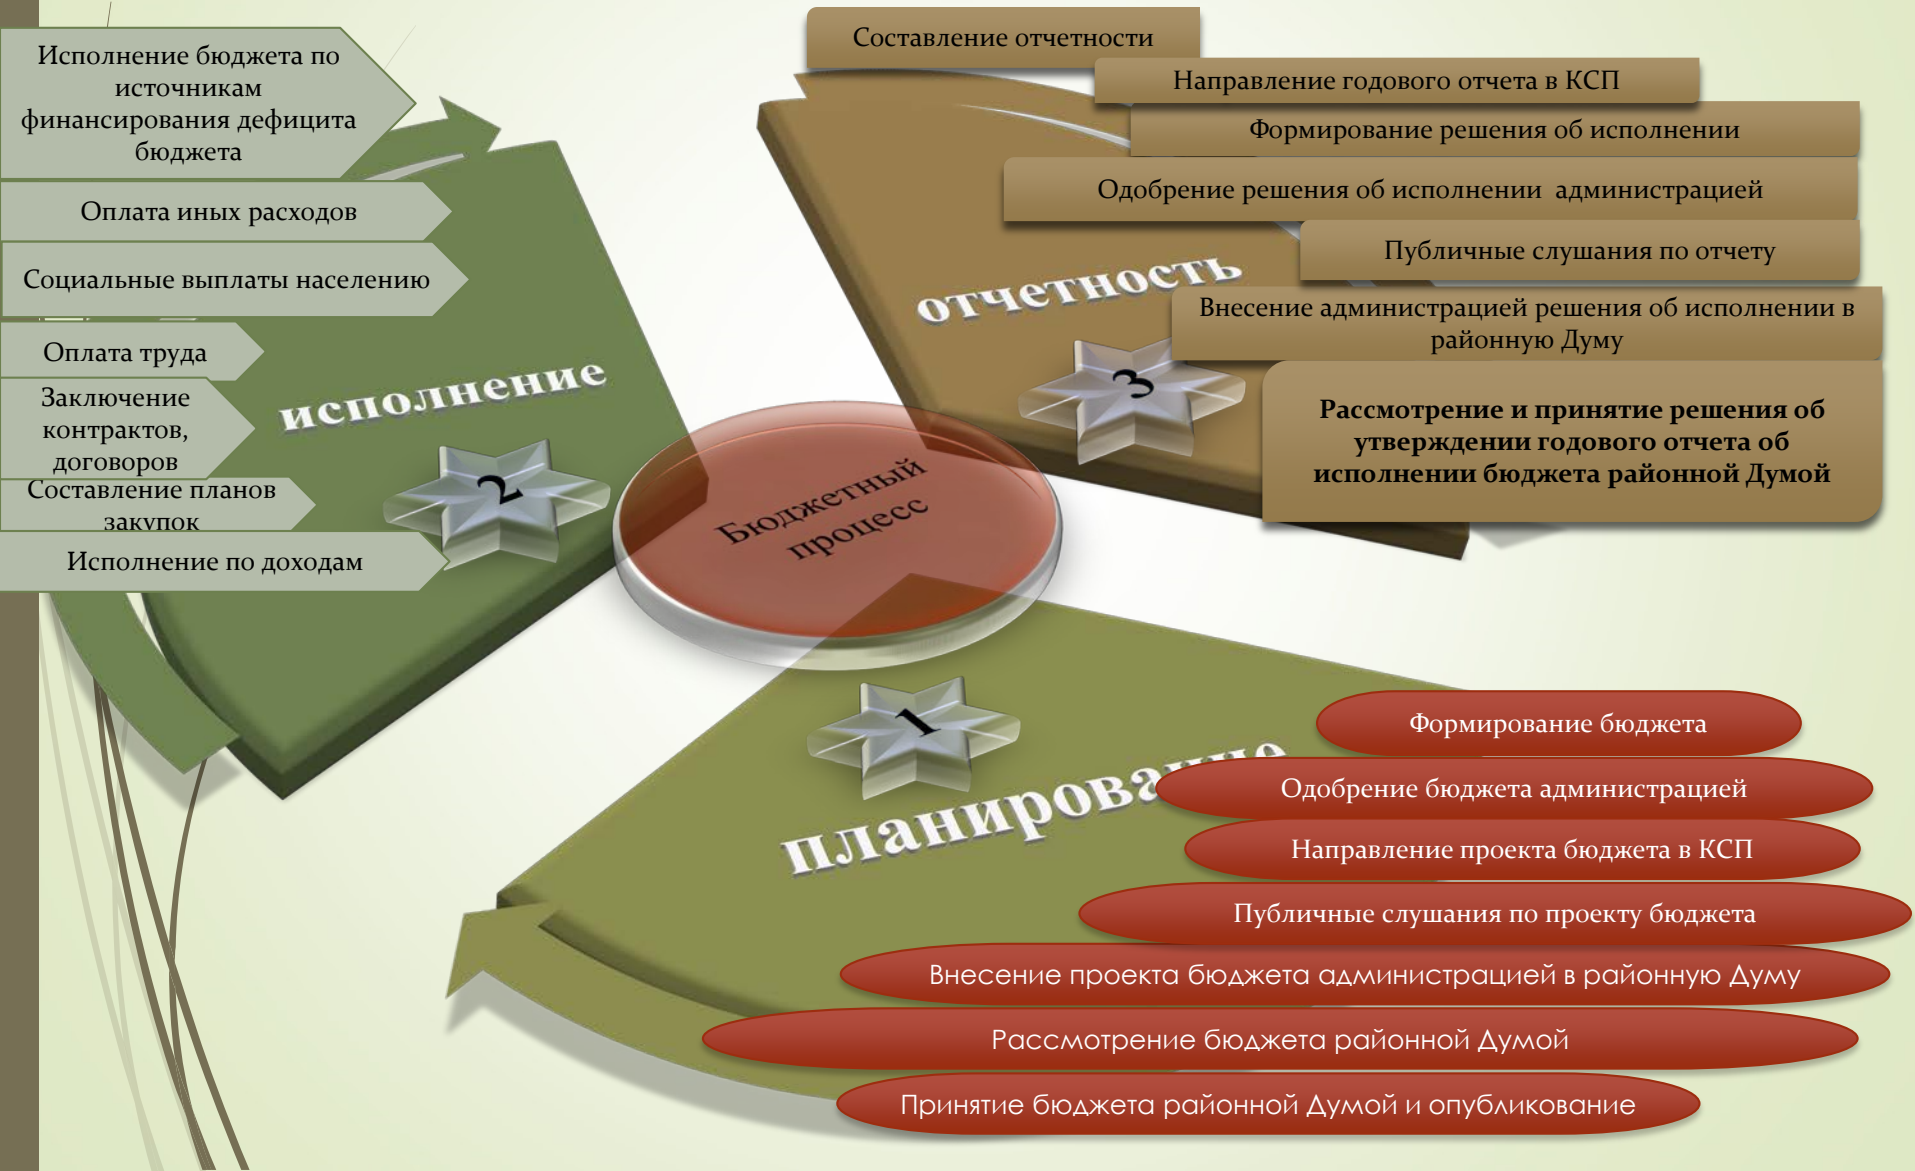 Исполнение бюджета по
источникам
финансирования дефицита
бюджета
Оплата иных расходов
Социальные выплаты населению
Оплата труда
Заключение
контрактов,
договоров
Составление планов
закупок
Исполнение по доходам
исполнение
2
Составление отчетности
Направление годового отчета в КСП
Формирование решения об исполнении
Одобрение решения об исполнении администрацией
Публичные слушания по отчету
Внесение администрацией решения об исполнении в
районную Думу
Рассмотрение и принятие решения об
утверждении годового отчета об
исполнении бюджета районной Думой
отчетность
3
Бюджетный
процесс
1
планирование
Формирование бюджета
Одобрение бюджета администрацией
Направление проекта бюджета в КСП
Публичные слушания по проекту бюджета
Внесение проекта бюджета администрацией в районную Думу
Рассмотрение бюджета районной Думой
Принятие бюджета районной Думой и опубликование